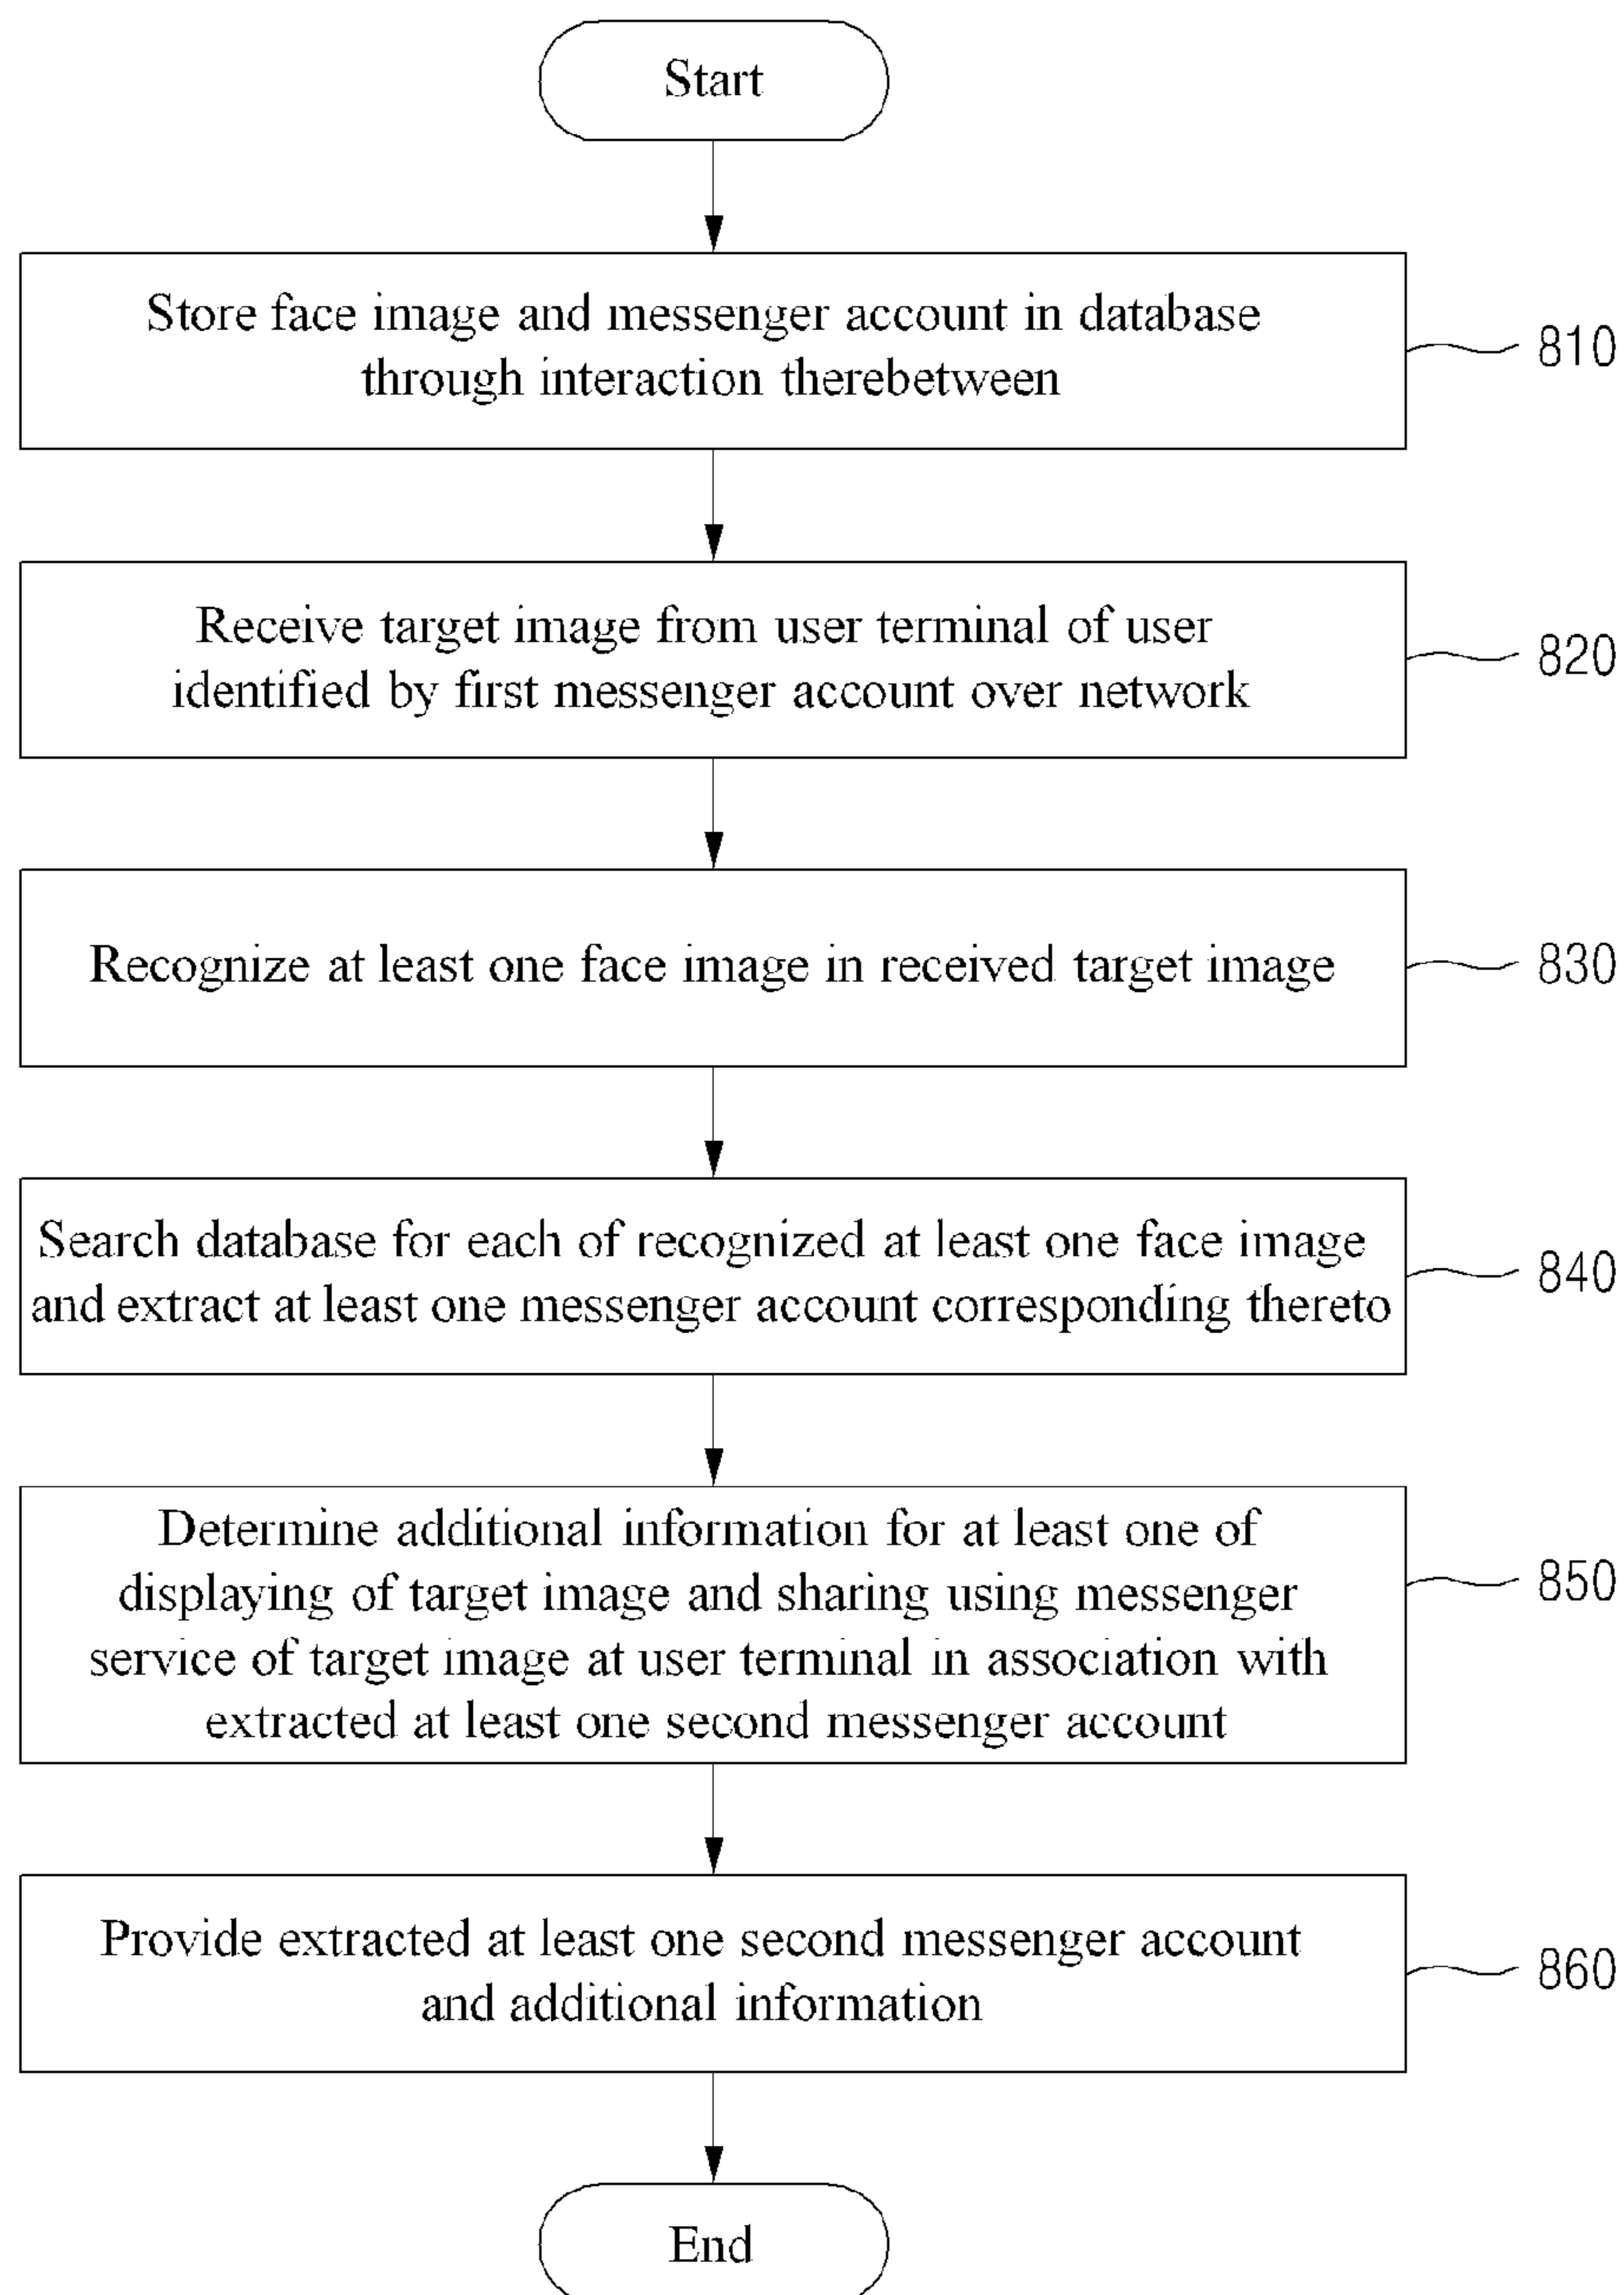 Start
Store face image and messenger account in database
through interaction therebetween
810
Receive target image from user terminal of user
identified by first messenger account over network
820
Recognize at least one face image in received target image
830
Search database for each of recognized at least one face image
and extract at least one messenger account corresponding thereto
840
Determine additional information for at least one of
displaying of target image and sharing using messenger
service of target image at user terminal in association with
extracted at least one second messenger account
850
Provide extracted at least one second messenger account
and additional information
860
End